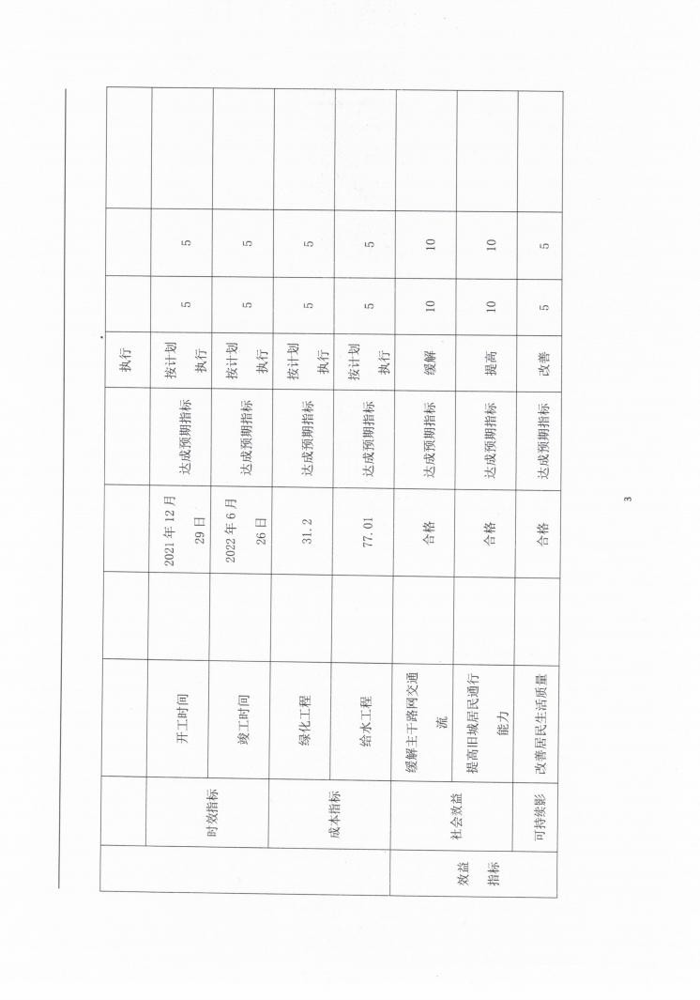 执行
时效指标
开工时间
2021 年 12 月
29 日
达成预期指标
按计划
执行
5
5
竣工时间
2022 年 6 月
26 日
达成预期指标
按计划
执行
5
5
成本指标
绿化工程
31.2
达成预期指标
按计划
执行
5
5
给水工程
77.01
达成预期指标
按计划
执行
5
5
效益
指标
社会效益
缓解主干路网交通
流
合格
达成预期指标
缓解
10
10
提高旧城居民通行
能力
合格
达成预期指标
提高
10
10
可持续影
改善居民生活质量
合格
达成预期指标
改善
5
5
3